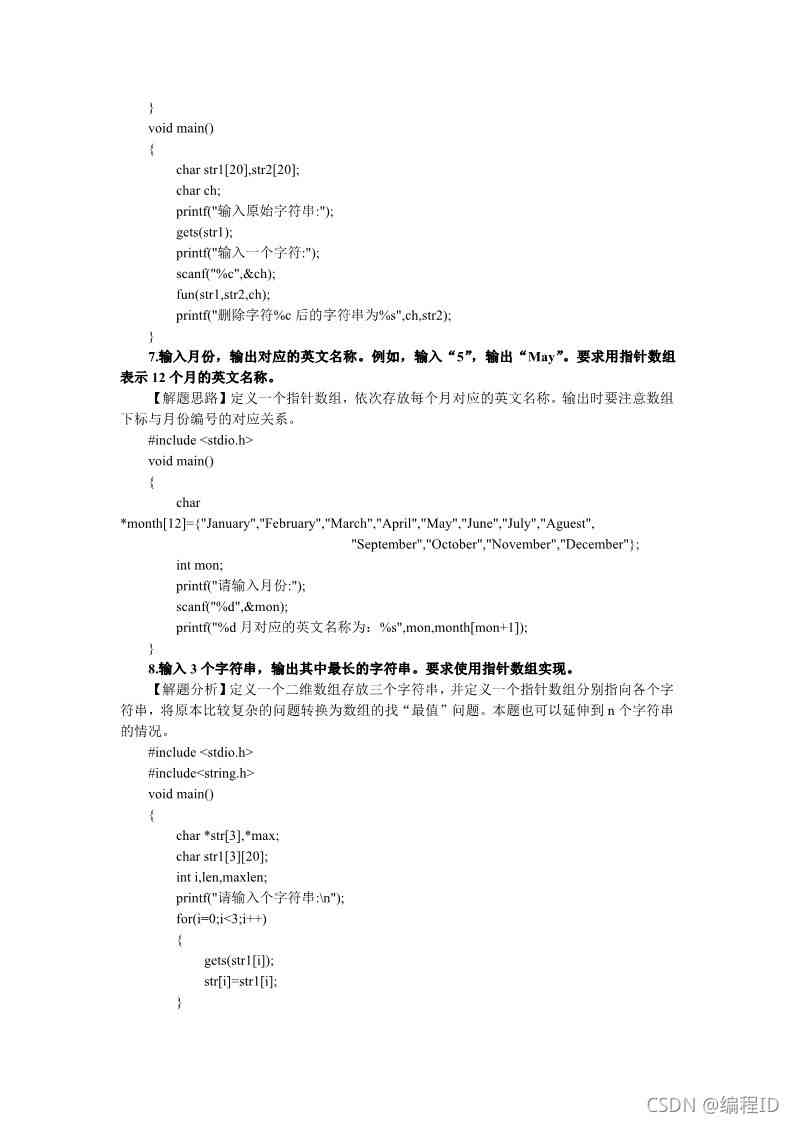 }
void main()
{
char str1[20],str2[20];
char ch;
printf("输入原始字符串:");
gets(str1);
printf("输入一个字符:");
scanf("%c",&ch);
fun(str1,str2,ch);
printf("删除字符%c 后的字符串为%s",ch,str2);
}
7.输入月份，输出对应的英文名称。例如，输入“5”，输出“May”。要求用指针数组
表示 12 个月的英文名称。
【解题思路】定义一个指针数组，依次存放每个月对应的英文名称。输出时要注意数组
下标与月份编号的对应关系。
#include <stdio.h>
void main()
{
char
*month[12]={"January","February","March","April","May","June","July","Aguest",
"September","October","November","December"};
int mon;
printf("请输入月份:");
scanf("%d",&mon);
printf("%d 月对应的英文名称为：%s",mon,month[mon+1]);
}
8.输入 3 个字符串，输出其中最长的字符串。要求使用指针数组实现。
【解题分析】定义一个二维数组存放三个字符串，并定义一个指针数组分别指向各个字
符串，将原本比较复杂的问题转换为数组的找“最值”问题。本题也可以延伸到 n 个字符串
的情况。
#include <stdio.h>
#include<string.h>
void main()
{
char *str[3],*max;
char str1[3][20];
int i,len,maxlen;
printf("请输入个字符串:\n");
for(i=0;i<3;i++)
{
gets(str1[i]);
str[i]=str1[i];
}
CSDN @编程ID